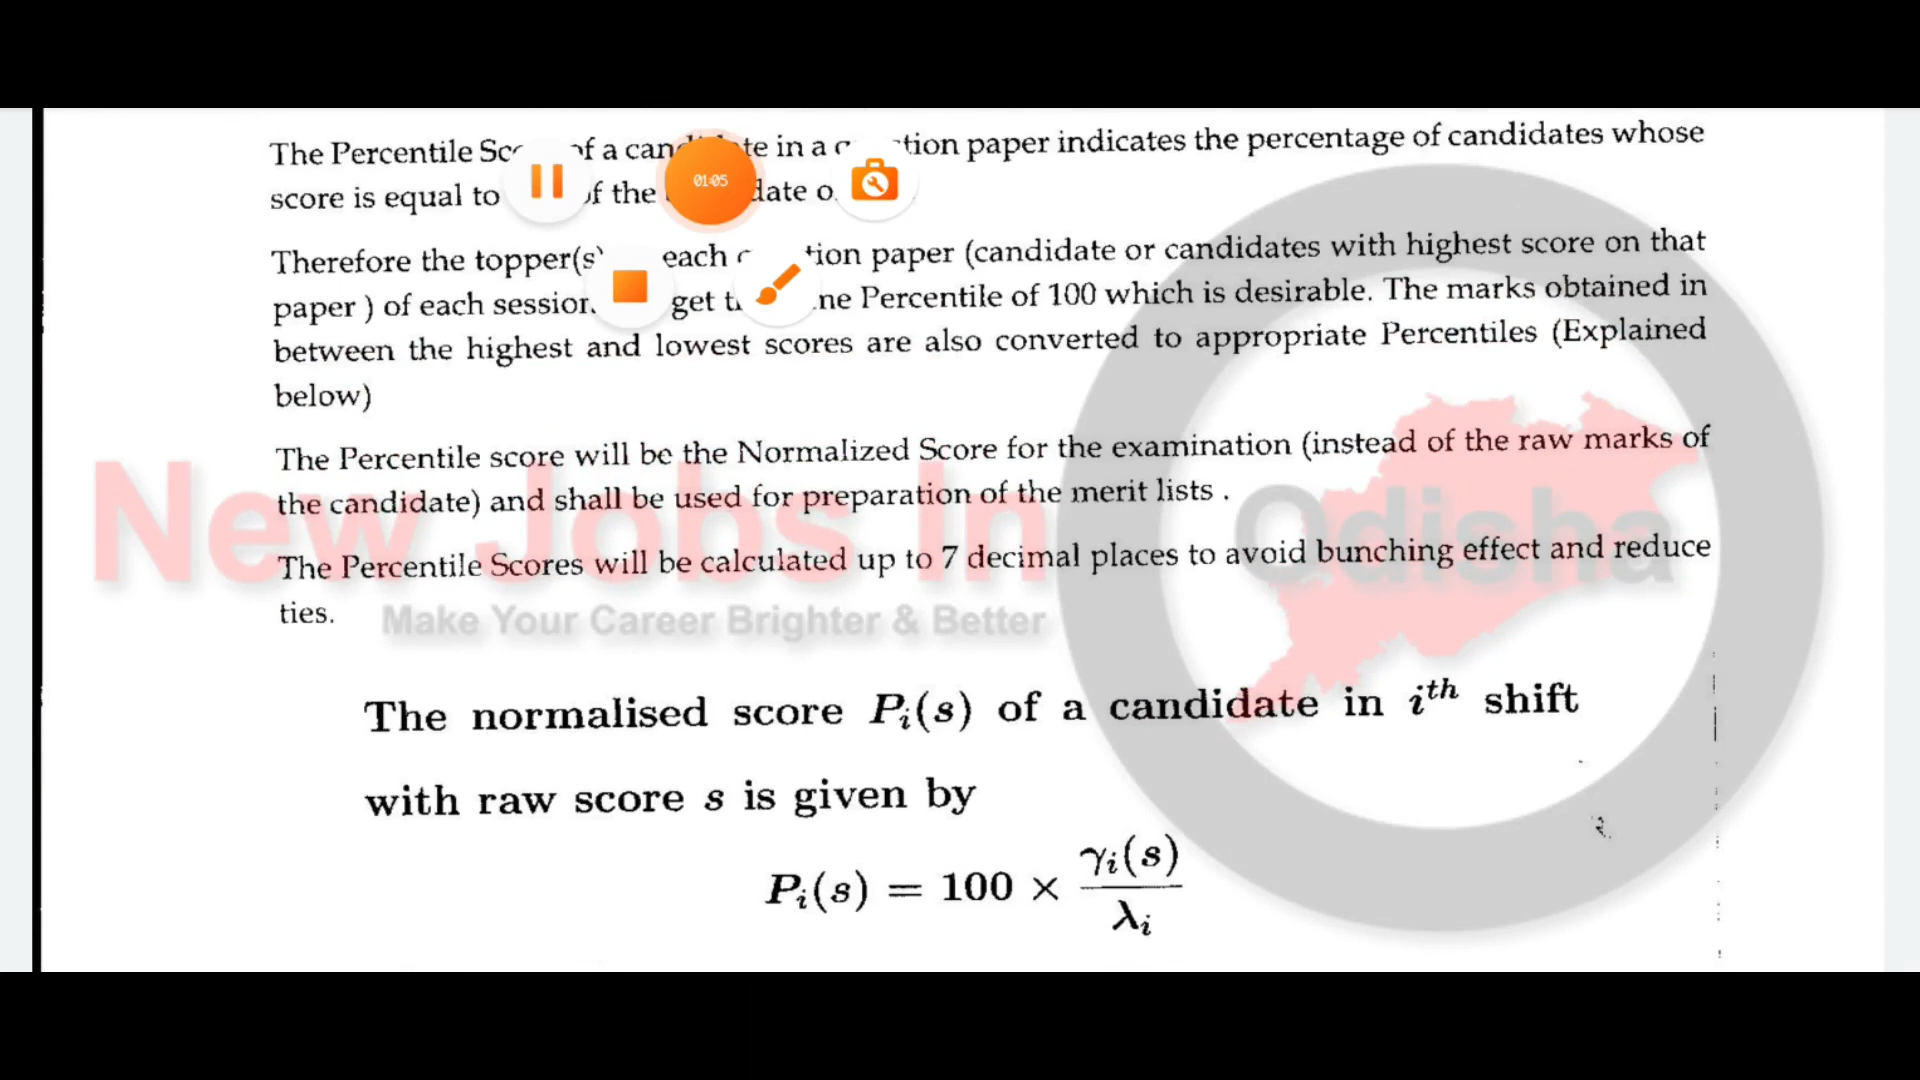 The Percentile of a te in a tion paper indicates the percentage of candidates whose
score is equal to of the date
Therefore the topper(s) each tion paper (candidate or candidates with highest score on that
paper ) of each session get Percentile of 100 which is desirable. The marks obtained in
between the highest and lowest scores are also converted to appropriate Percentiles (Explained
below)
The Percentile score will be the Normalized Score for the examination (instead of the raw marks of
the candidate) and shall be used for preparation of the merit lists .
The Percentile Scores will be calculated up to 7 decimal places to avoid bunching effect and reduce
ties.
The normalised score Pᵢ(s) of a candidate in iᵗʰ shift
with raw score s is given by
Pᵢ(s) = 100 × γᵢ(s) / λᵢ
01:05
New Jobs In Odisha
Make Your Career Brighter & Better